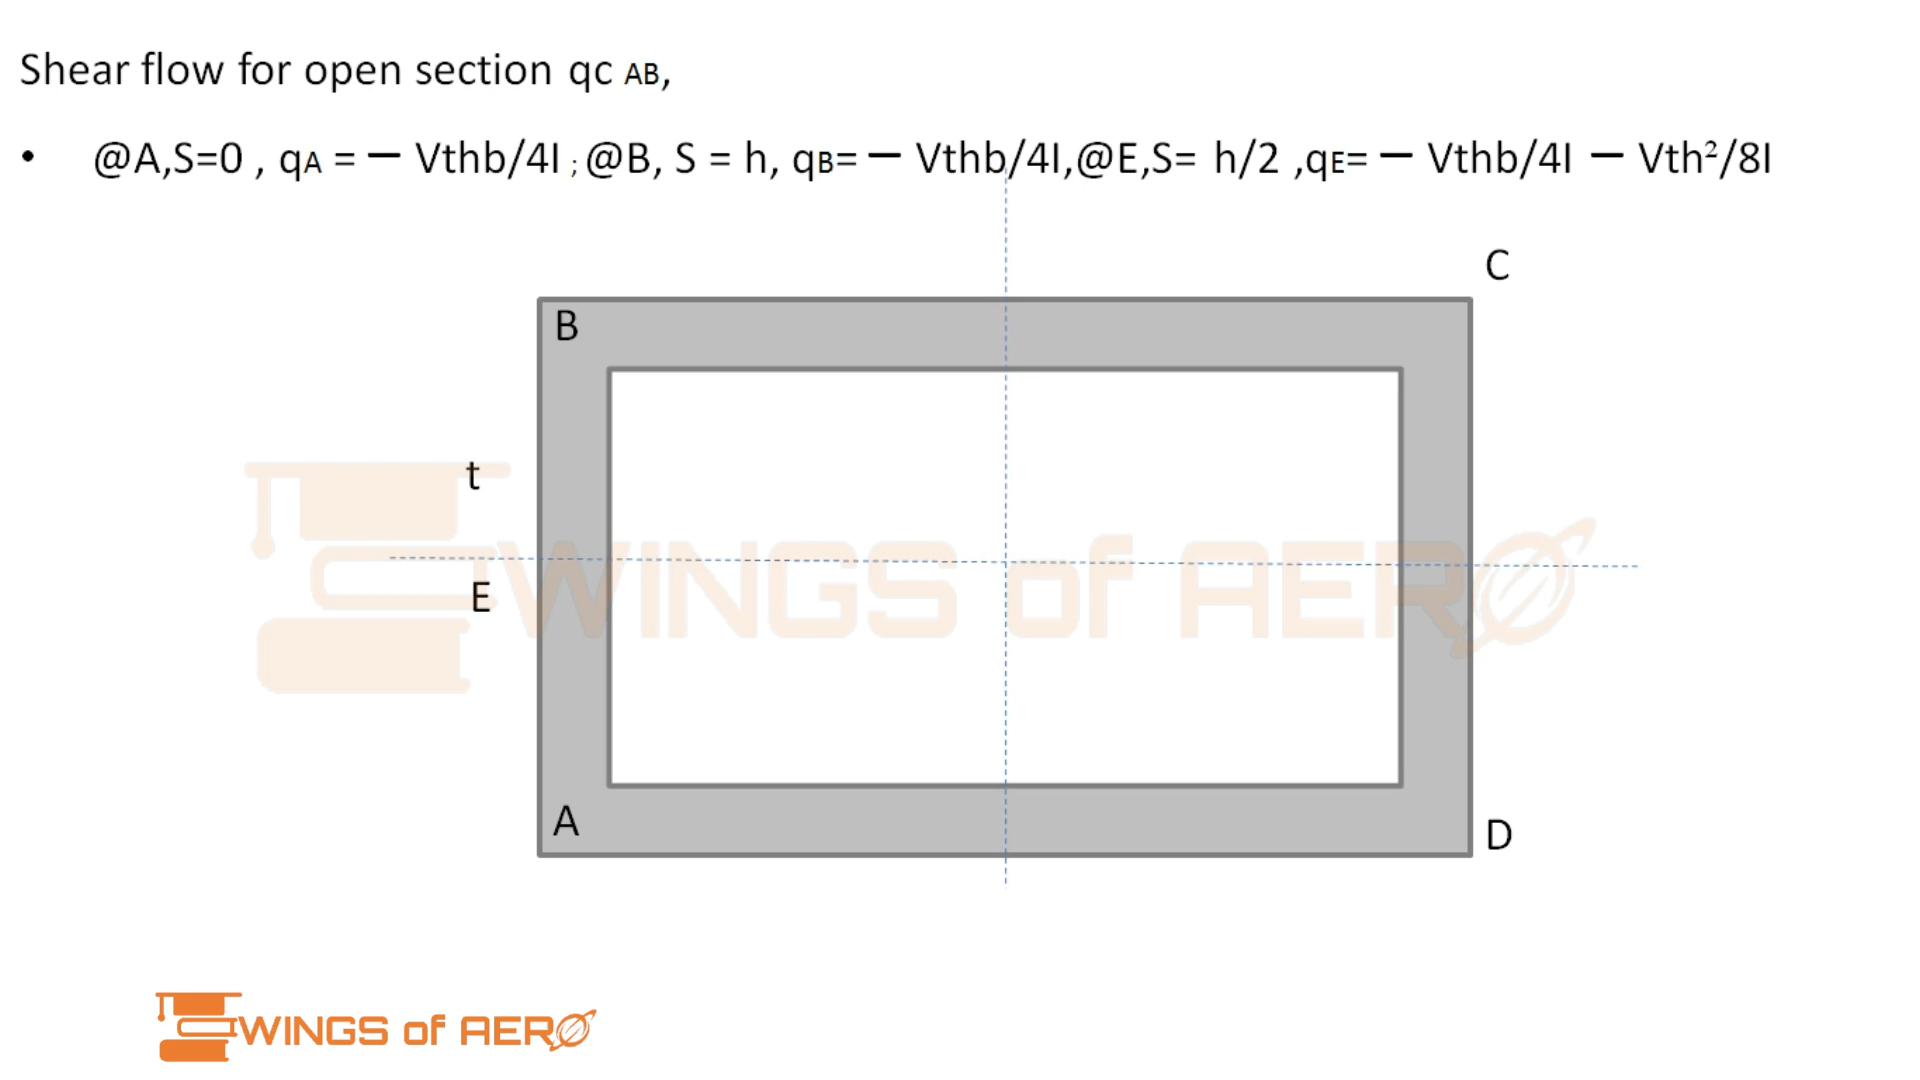 Shear flow for open section qc AB,
• @A,S=0 , qA = − Vthb/4I ; @B, S = h, qB= − Vthb/4I,@E,S= h/2 ,qE= − Vthb/4I − Vth²/8I
C
B
t
WINGS of AERO
E
A
D
WINGS of AERO